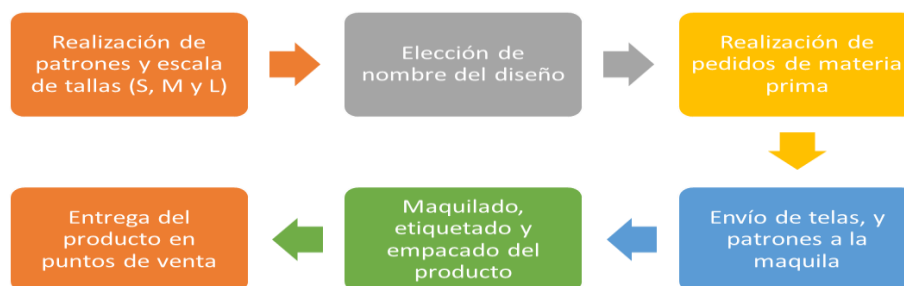 Realización de
patrones y escala
de tallas (S, M y L)
Elección de
nombre del diseño
Realización de
pedidos de materia
prima
Envío de telas, y
patrones a la
maquila
Maquilado,
etiquetado y
empacado del
producto
Entrega del
producto en
puntos de venta